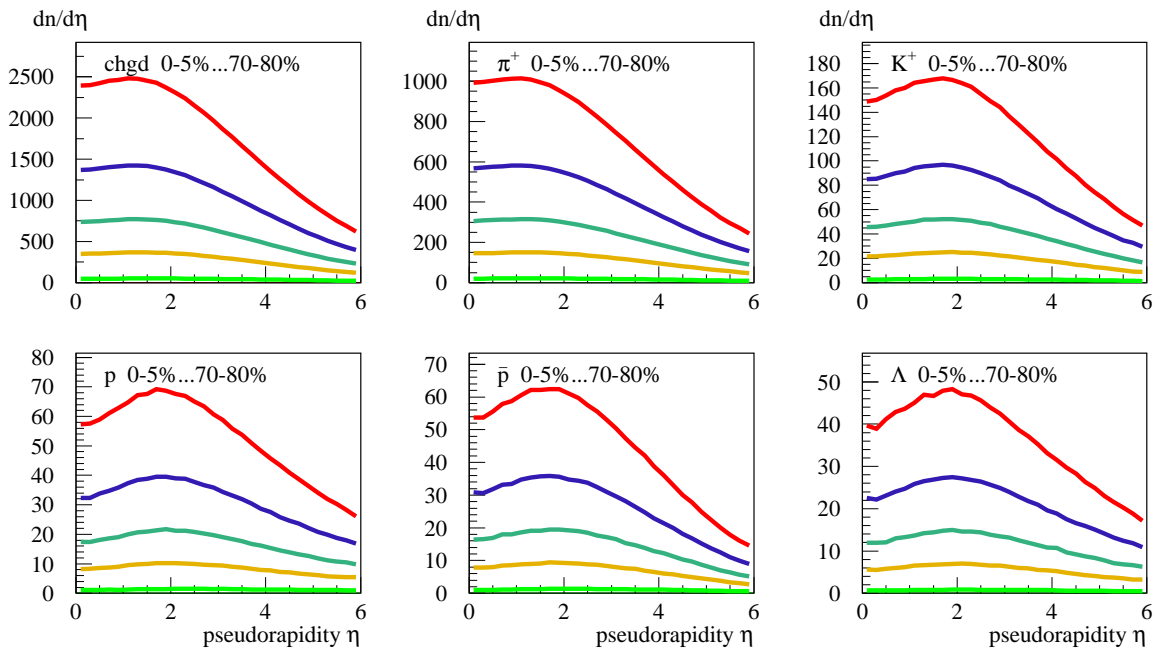 dn/dη dn/dη dn/dη
chgd 0-5%...70-80%
2500
2000
1500
1000
500
0
0 2 4 6
π⁺ 0-5%...70-80%
1000
800
600
400
200
0
0 2 4 6
K⁺ 0-5%...70-80%
160
140
120
100
80
60
40
20
0
0 2 4 6
p 0-5%...70-80%
80
70
60
50
40
30
20
10
0
0 2 4 6
pseudorapidity η
p̄ 0-5%...70-80%
70
60
50
40
30
20
10
0
0 2 4 6
pseudorapidity η
Λ 0-5%...70-80%
50
40
30
20
10
0
0 2 4 6
pseudorapidity η